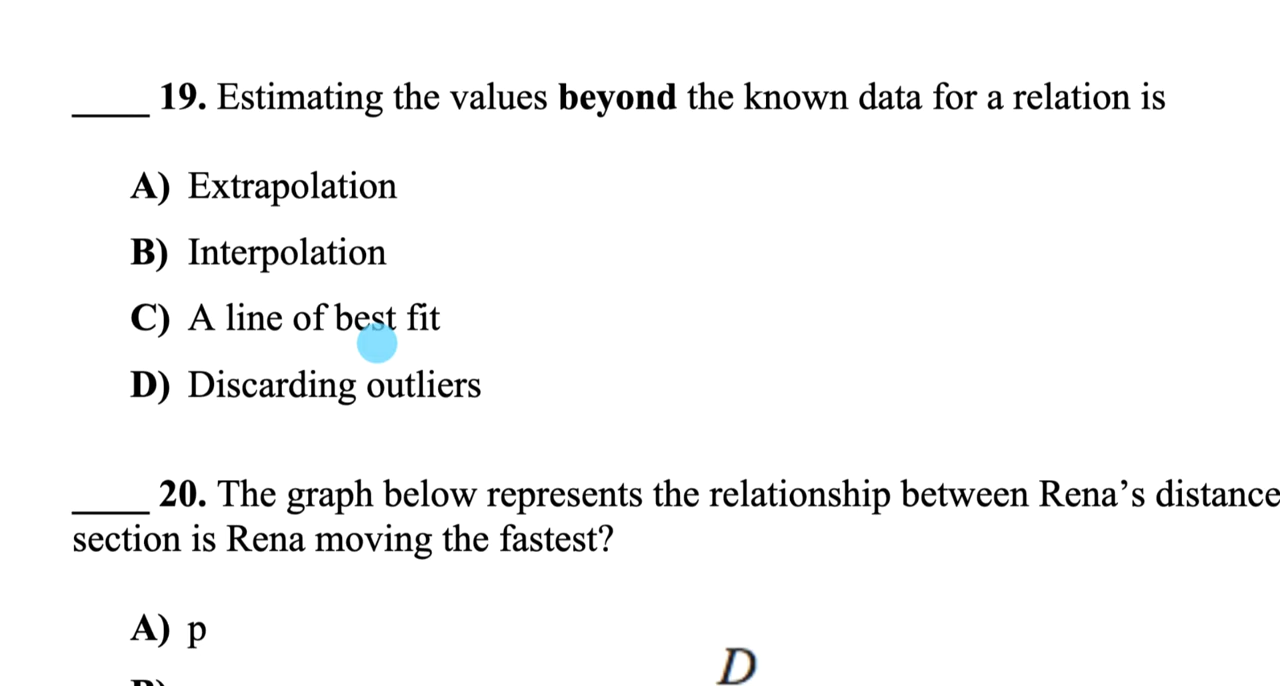 ____ 19. Estimating the values beyond the known data for a relation is
A) Extrapolation
B) Interpolation
C) A line of best fit
D) Discarding outliers
____ 20. The graph below represents the relationship between Rena’s distance
section is Rena moving the fastest?
A) p
D